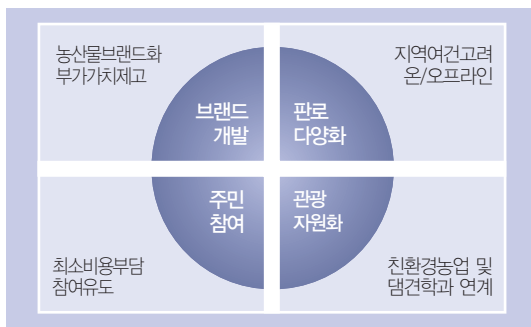 농산물브랜드화
부가가치제고
지역여건고려
온/오프라인
브랜드
개발
판로
다양화
주민
참여
관광
자원화
최소비용부담
참여유도
친환경농업 및
댐견학과 연계